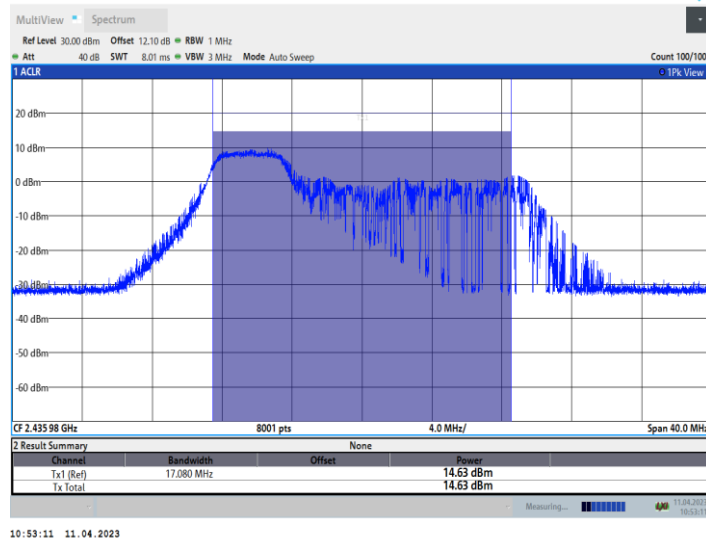 MultiView Spectrum
Ref Level 30.00 dBm Offset 12.10 dB RBW 1 MHz
Att 40 dB SWT 8.01 ms VBW 3 MHz Mode Auto Sweep Count 100/100
1 ACLR 1Pk View
20 dBm
10 dBm
0 dBm
-10 dBm
-20 dBm
-30 dBm
-40 dBm
-50 dBm
-60 dBm
CF 2.435 98 GHz 8001 pts 4.0 MHz/ Span 40.0 MHz
2 Result Summary None
Channel Bandwidth Offset Power
Tx1 (Ref) 17.080 MHz 14.63 dBm
Tx Total 14.63 dBm
Measuring... 11.04.2023
10:53:11
10:53:11 11.04.2023